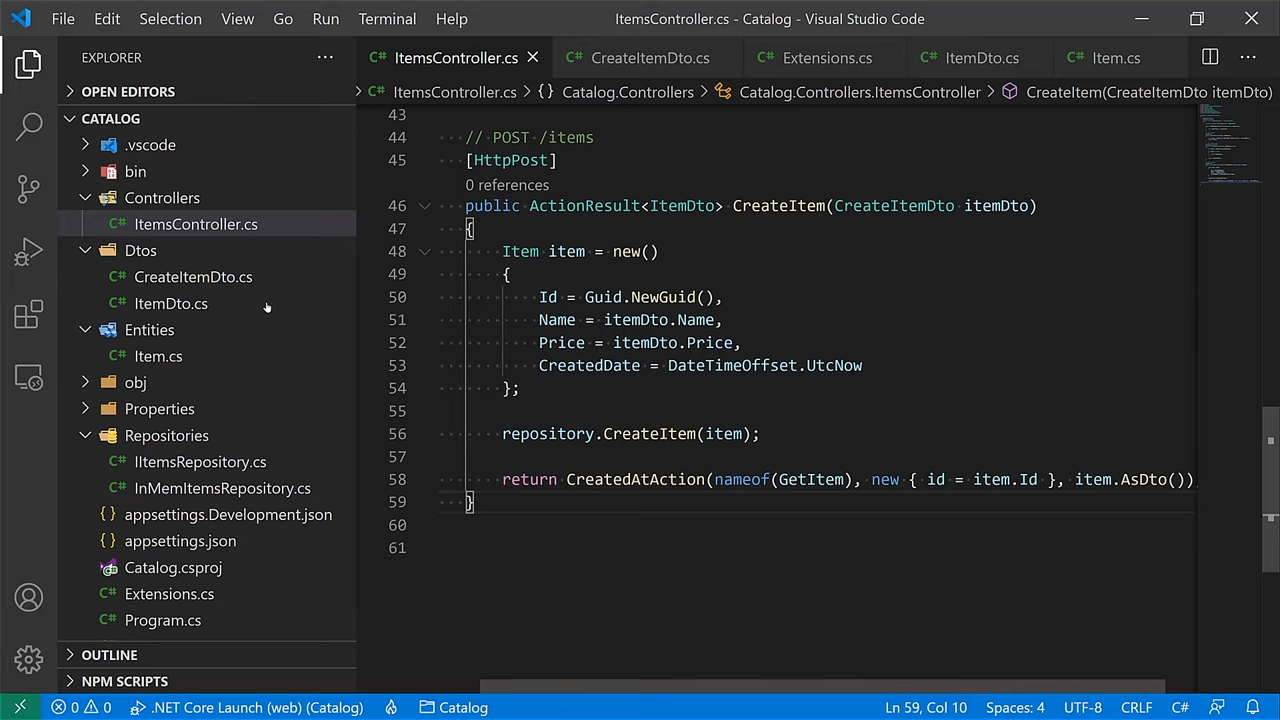 File Edit Selection View Go Run Terminal Help ItemsController.cs - Catalog - Visual Studio Code
EXPLORER
ItemsController.cs CreateItemDto.cs Extensions.cs ItemDto.cs Item.cs
OPEN EDITORS
ItemsController.cs {} Catalog.Controllers Catalog.Controllers.ItemsController CreateItem(CreateItemDto itemDto)
CATALOG
.vscode
bin
Controllers
ItemsController.cs
Dtos
CreateItemDto.cs
ItemDto.cs
Entities
Item.cs
obj
Properties
Repositories
IItemsRepository.cs
InMemItemsRepository.cs
{} appsettings.Development.json
{} appsettings.json
Catalog.csproj
Extensions.cs
Program.cs
OUTLINE
NPM SCRIPTS
43
44 // POST /items
45 [HttpPost]
0 references
46 public ActionResult<ItemDto> CreateItem(CreateItemDto itemDto)
47 {
48 Item item = new()
49 {
50 Id = Guid.NewGuid(),
51 Name = itemDto.Name,
52 Price = itemDto.Price,
53 CreatedDate = DateTimeOffset.UtcNow
54 };
55
56 repository.CreateItem(item);
57
58 return CreatedAtAction(nameof(GetItem), new { id = item.Id }, item.AsDto())
59 }
60
61
0 0 .NET Core Launch (web) (Catalog) Catalog Ln 59, Col 10 Spaces: 4 UTF-8 CRLF C#